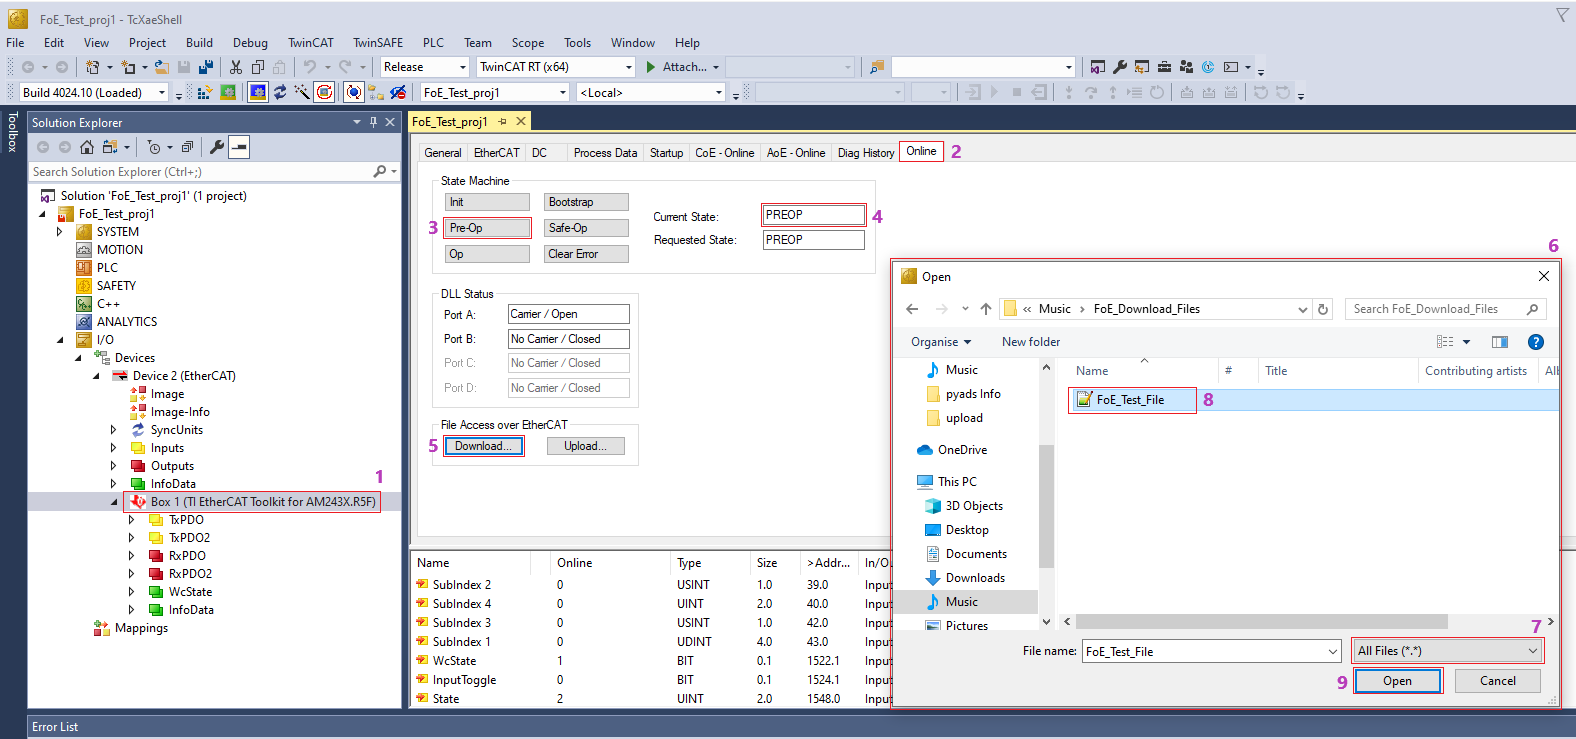 FoE_Test_proj1 - TcXaeShell
File Edit View Project Build Debug TwinCAT TwinSAFE PLC Team Scope Tools Window Help
Release TwinCAT RT (x64) Attach...
Build 4024.10 (Loaded) FoE_Test_proj1 <Local>
Toolbox
Solution Explorer
Search Solution Explorer (Ctrl+;)
Solution 'FoE_Test_proj1' (1 project)
FoE_Test_proj1
SYSTEM
MOTION
PLC
SAFETY
C++
ANALYTICS
I/O
Devices
Device 2 (EtherCAT)
Image
Image-Info
SyncUnits
Inputs
Outputs
InfoData
1
Box 1 (TI EtherCAT Toolkit for AM243X.R5F)
TxPDO
TxPDO2
RxPDO
RxPDO2
WcState
InfoData
Mappings
FoE_Test_proj1
General EtherCAT DC Process Data Startup CoE - Online AoE - Online Diag History Online 2
State Machine
Init Bootstrap
3 Pre-Op Safe-Op
Op Clear Error
Current State: PREOP 4
Requested State: PREOP
DLL Status
Port A: Carrier / Open
Port B: No Carrier / Closed
Port C: No Carrier / Closed
Port D: No Carrier / Closed
File Access over EtherCAT
5 Download... Upload...
Name Online Type Size >Addr... In/Ou
SubIndex 2 0 USINT 1.0 39.0 Input
SubIndex 4 0 UINT 2.0 40.0 Input
SubIndex 3 0 USINT 1.0 42.0 Input
SubIndex 1 0 UDINT 4.0 43.0 Input
WcState 1 BIT 0.1 1522.1 Input
InputToggle 0 BIT 0.1 1524.1 Input
State 2 UINT 2.0 1548.0 Input
6
Open
« Music › FoE_Download_Files
Search FoE_Download_Files
Organise New folder
Music
pyads Info
upload
OneDrive
This PC
3D Objects
Desktop
Documents
Downloads
Music
Pictures
Name # Title Contributing artists Alb
FoE_Test_File 8
7
File name: FoE_Test_File All Files (*.*)
9 Open Cancel
Error List